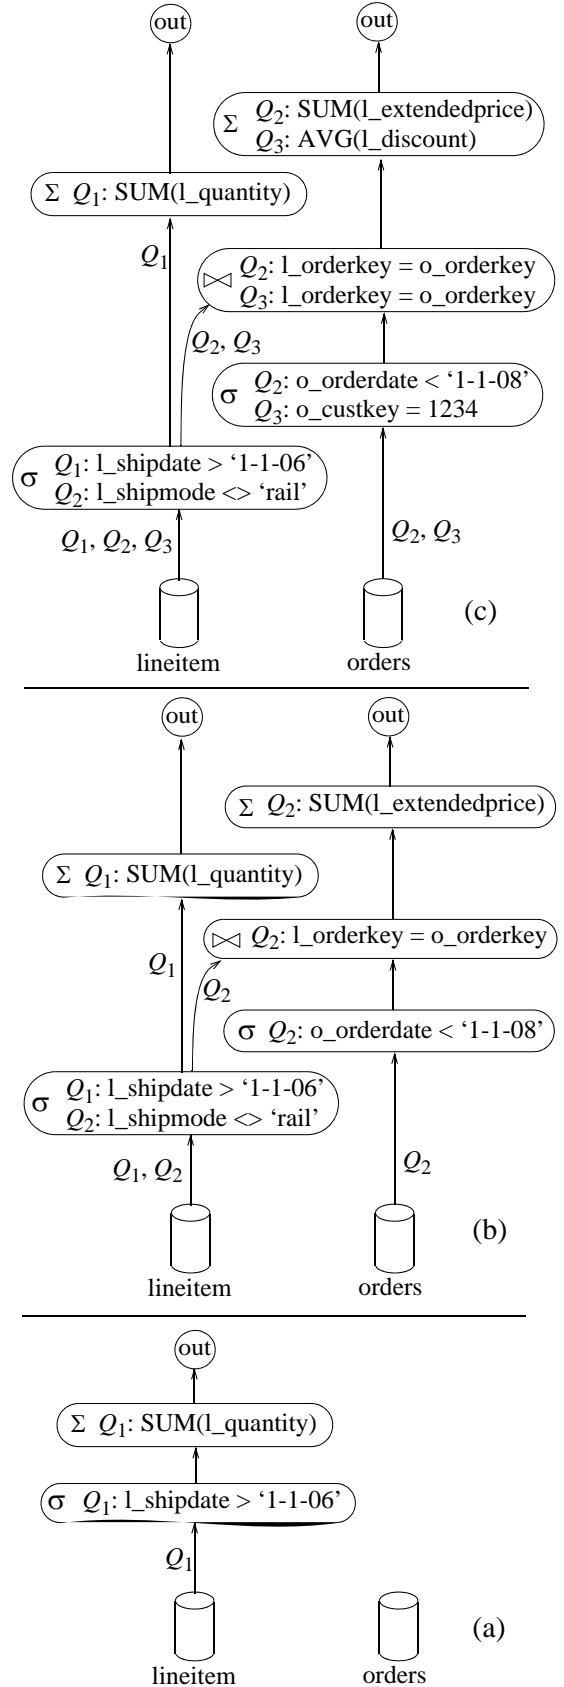 out
out
Σ Q2: SUM(l_extendedprice)
Q3: AVG(l_discount)
Σ Q1: SUM(l_quantity)
Q1
⋈ Q2: l_orderkey = o_orderkey
Q3: l_orderkey = o_orderkey
Q2, Q3
σ Q2: o_orderdate < ‘1-1-08’
Q3: o_custkey = 1234
σ Q1: l_shipdate > ‘1-1-06’
Q2: l_shipmode <> ‘rail’
Q1, Q2, Q3
Q2, Q3
(c)
lineitem
orders
out
out
Σ Q2: SUM(l_extendedprice)
Σ Q1: SUM(l_quantity)
⋈ Q2: l_orderkey = o_orderkey
Q1
Q2
σ Q2: o_orderdate < ‘1-1-08’
σ Q1: l_shipdate > ‘1-1-06’
Q2: l_shipmode <> ‘rail’
Q1, Q2
Q2
(b)
lineitem
orders
out
Σ Q1: SUM(l_quantity)
σ Q1: l_shipdate > ‘1-1-06’
Q1
(a)
lineitem
orders